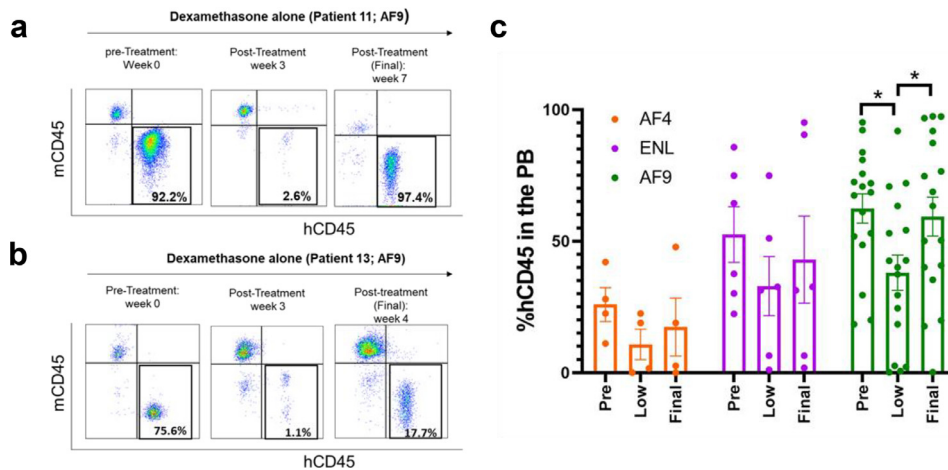 a
Dexamethasone alone (Patient 11; AF9)
pre-Treatment:
Week 0
Post-Treatment
week 3
Post-Treatment
(Final):
week 7
mCD45
92.2%
2.6%
97.4%
hCD45
b
Dexamethasone alone (Patient 13; AF9)
Pre-Treatment:
week 0
Post-Treatment
week 3
Post-treatment
(Final):
week 4
mCD45
75.6%
1.1%
17.7%
hCD45
c
%hCD45 in the PB
100
50
0
AF4
ENL
AF9
*
*
Pre
Low
Final
Pre
Low
Final
Pre
Low
Final